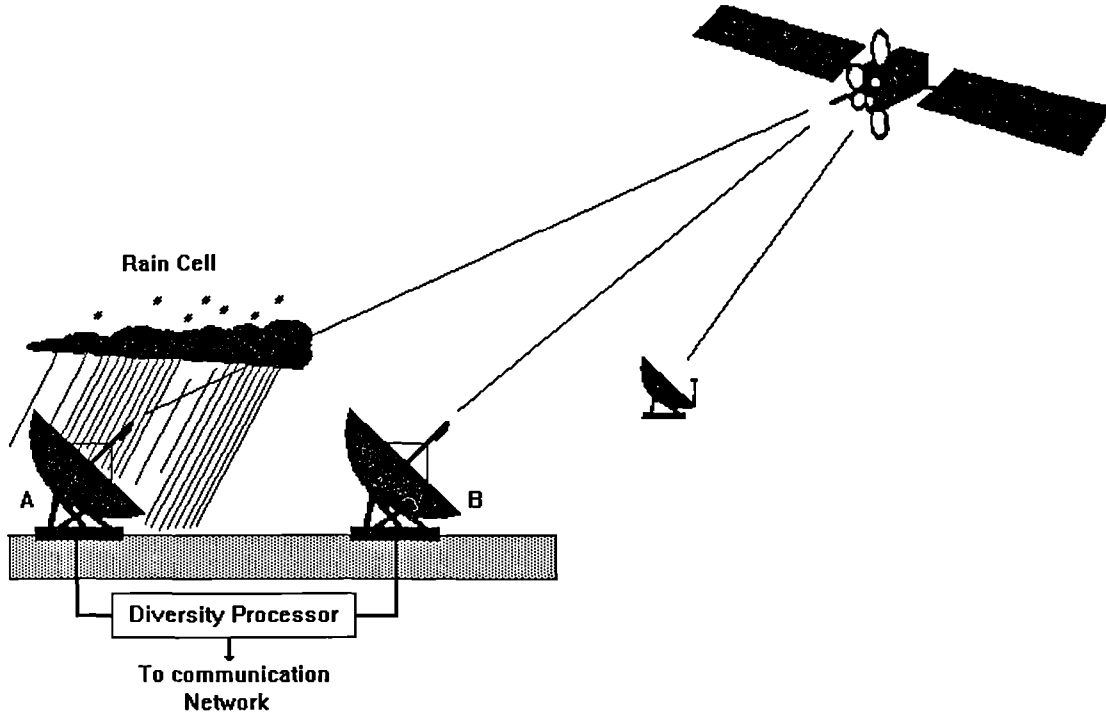 Rain Cell
A
B
Diversity Processor
To communication
Network